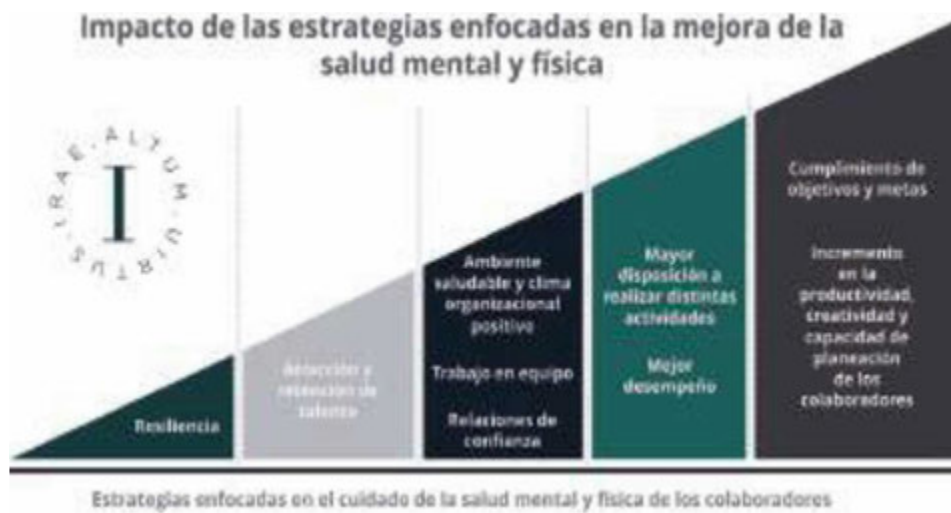 Impacto de las estrategias enfocadas en la mejora de la
salud mental y física
IRAE · ALTUM · VIRTUS
I
Resiliencia
Atracción y
retención de
talento
Ambiente
saludable y clima
organizacional
positivo
Trabajo en equipo
Relaciones de
confianza
Mayor
disposición a
realizar distintas
actividades
Mejor
desempeño
Cumplimiento de
objetivos y metas
Incremento
en la
productividad,
creatividad y
capacidad de
planeación
de los
colaboradores
Estrategias enfocadas en el cuidado de la salud mental y física de los colaboradores